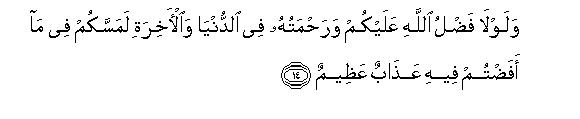 وَلَوْلَا فَضْلُ ٱللَّهِ عَلَيْكُمْ وَرَحْمَتُهُۥ فِى ٱلدُّنْيَا وَٱلْأَخِرَةِ لَمَسَّكُمْ فِى مَآ
أَفَضْتُمْ فِيهِ عَذَابٌ عَظِيمٌ ١٤